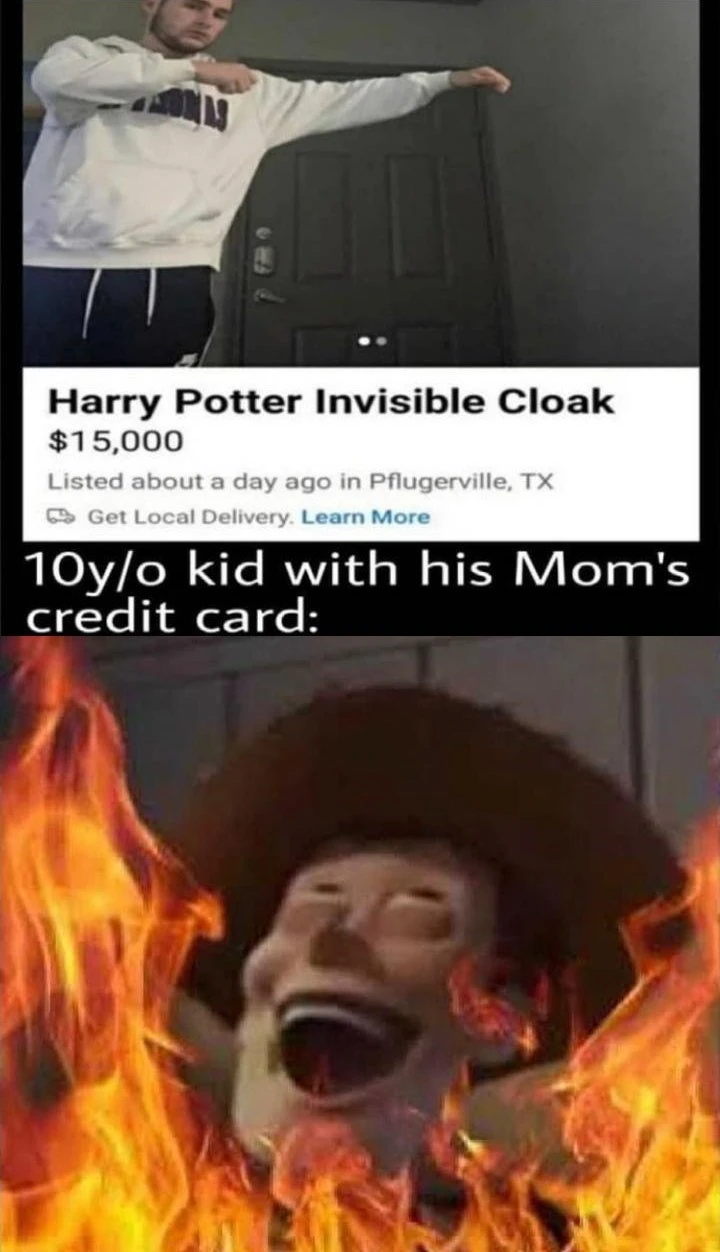 Harry Potter Invisible Cloak
$15,000
Listed about a day ago in Pflugerville, TX
Get Local Delivery. Learn More
10y/o kid with his Mom's
credit card: